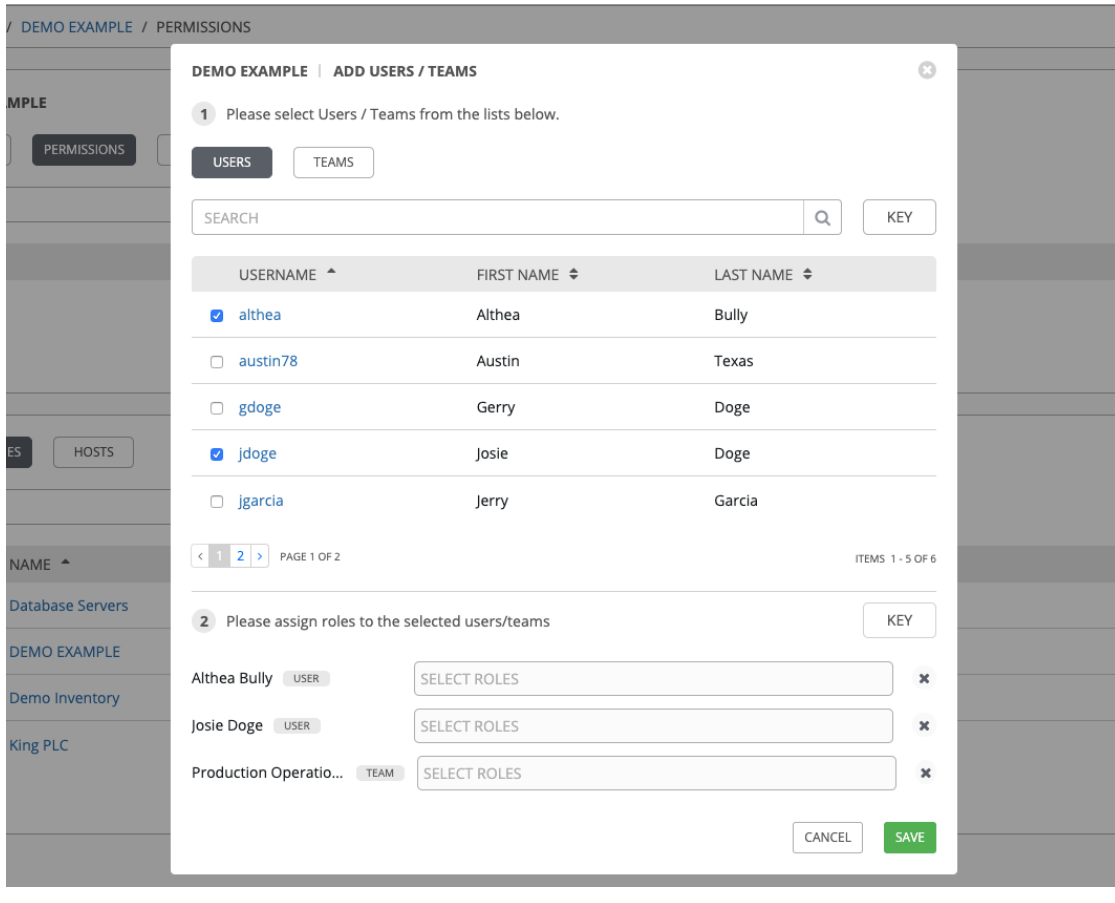 / DEMO EXAMPLE / PERMISSIONS
AMPLE
PERMISSIONS
ES
HOSTS
NAME
Database Servers
DEMO EXAMPLE
Demo Inventory
King PLC
DEMO EXAMPLE | ADD USERS / TEAMS
1 Please select Users / Teams from the lists below.
USERS TEAMS
SEARCH KEY
USERNAME FIRST NAME LAST NAME
althea Althea Bully
austin78 Austin Texas
gdoge Gerry Doge
jdoge Josie Doge
jgarcia Jerry Garcia
< 1 2 > PAGE 1 OF 2 ITEMS 1 - 5 OF 6
2 Please assign roles to the selected users/teams KEY
Althea Bully USER SELECT ROLES
Josie Doge USER SELECT ROLES
Production Operatio... TEAM SELECT ROLES
CANCEL SAVE